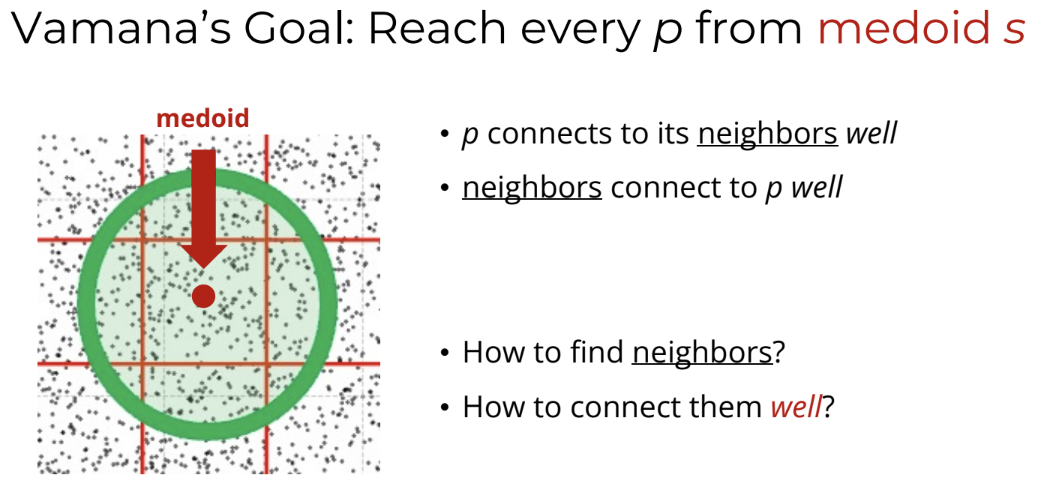 Vamana’s Goal: Reach every p from medoid s
medoid
• p connects to its neighbors well
• neighbors connect to p well
• How to find neighbors?
• How to connect them well?